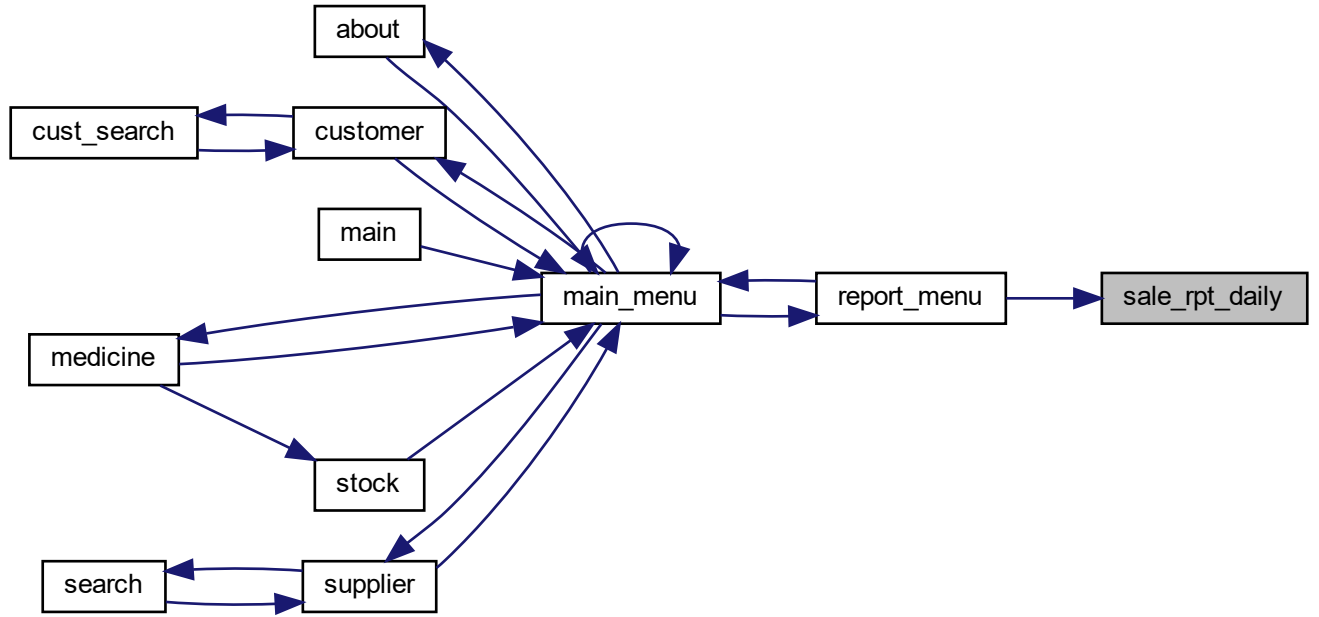 about
cust_search
customer
main
main_menu
report_menu
sale_rpt_daily
medicine
stock
search
supplier